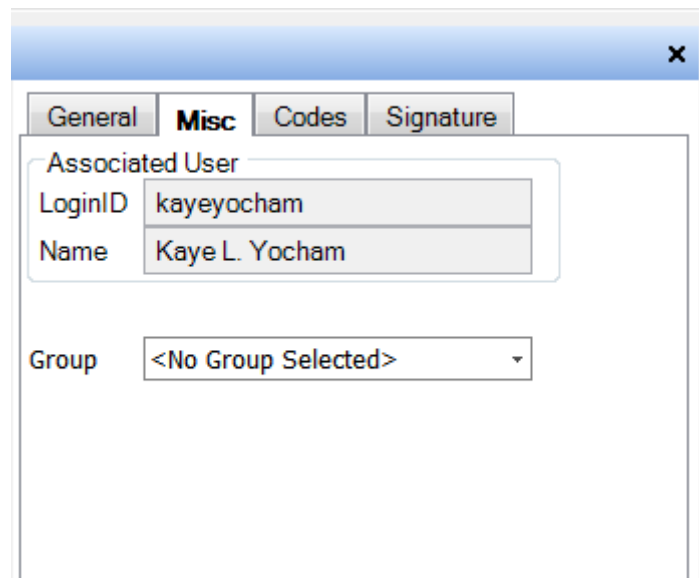 General Misc Codes Signature
Associated User
LoginID kayeyocham
Name Kaye L. Yocham
Group <No Group Selected>